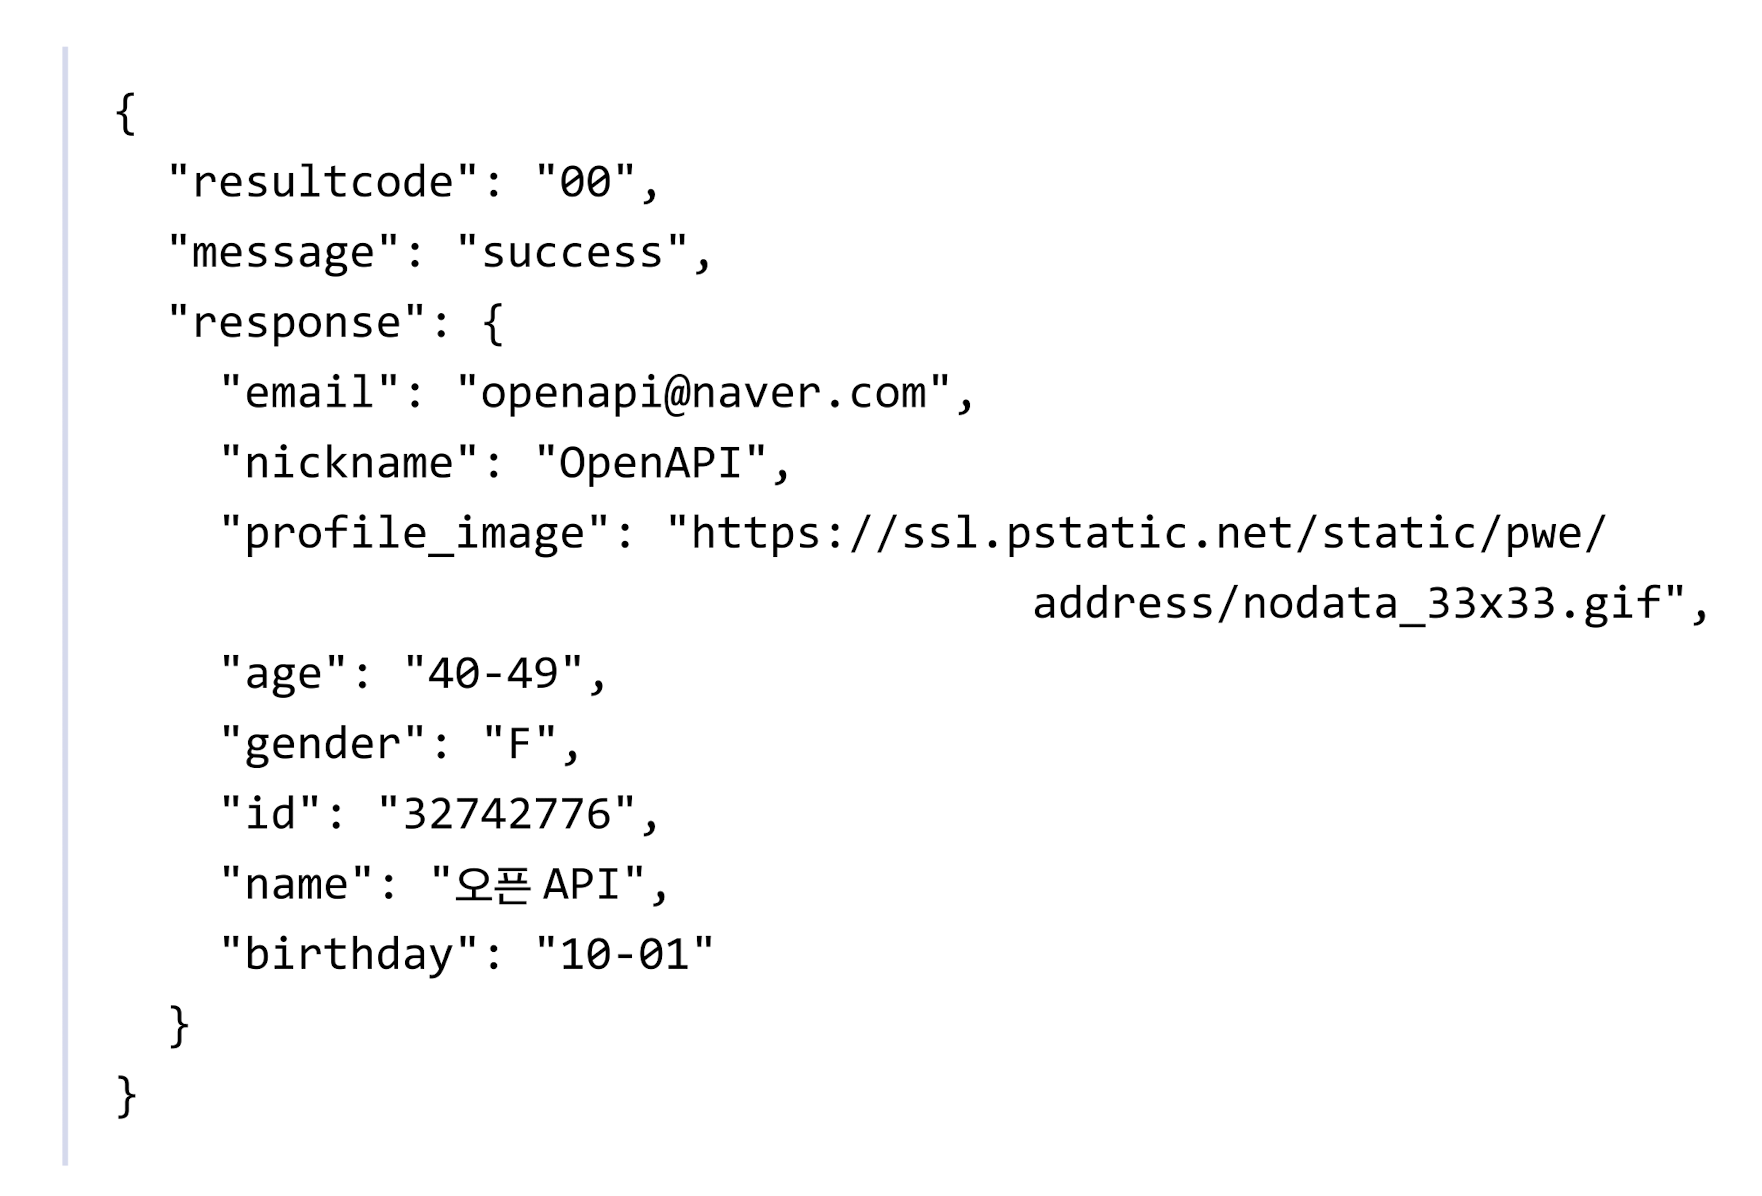 {
"resultcode": "00",
"message": "success",
"response": {
"email": "openapi@naver.com",
"nickname": "OpenAPI",
"profile_image": "https://ssl.pstatic.net/static/pwe/
address/nodata_33x33.gif",
"age": "40-49",
"gender": "F",
"id": "32742776",
"name": "오픈 API",
"birthday": "10-01"
}
}